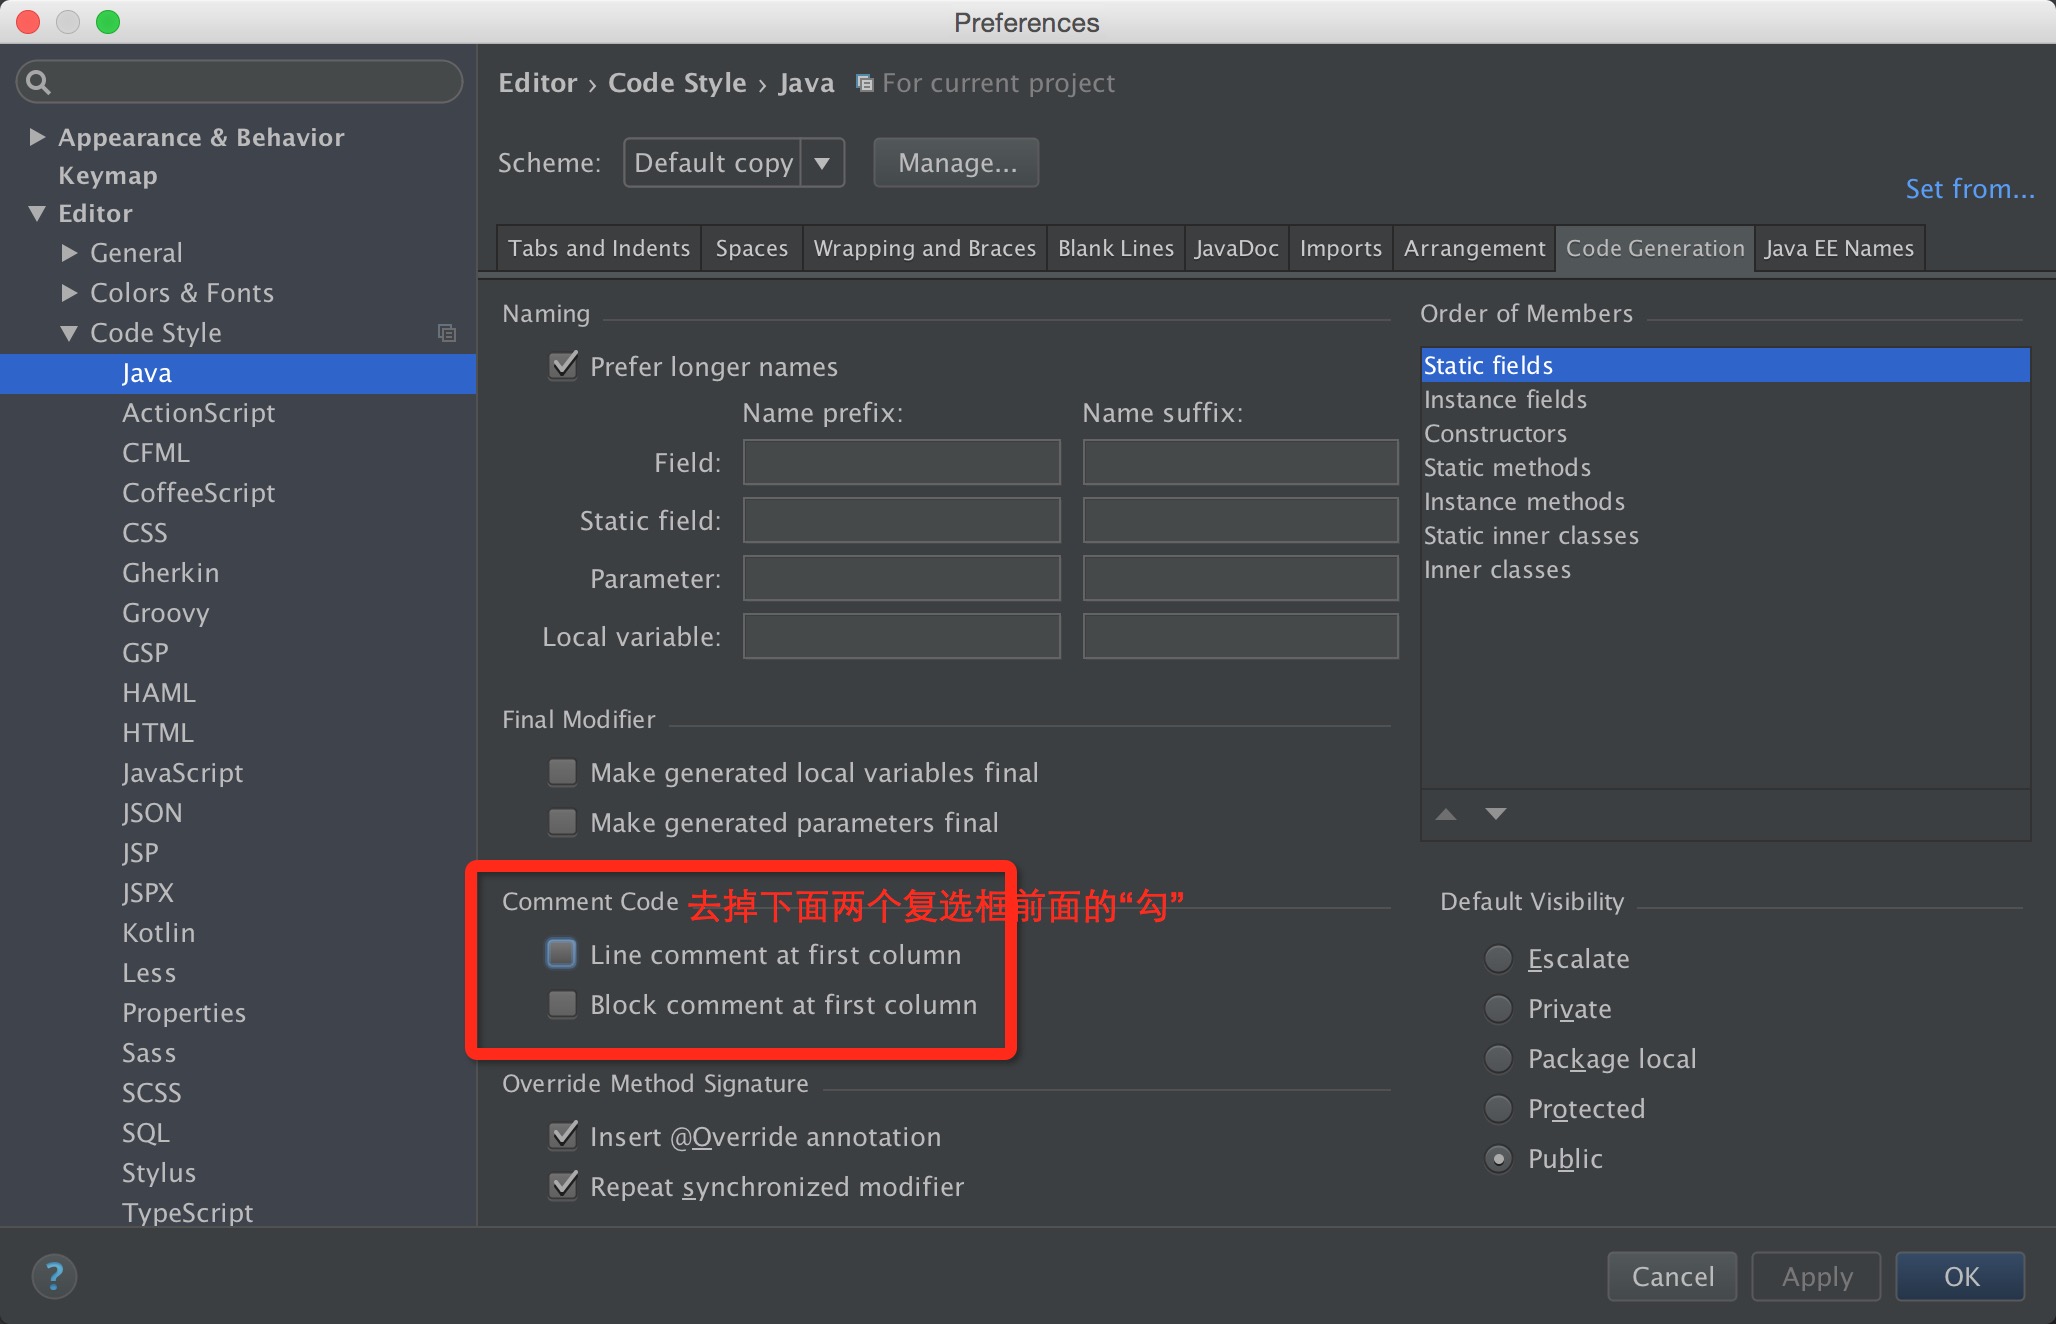 Preferences
Appearance & Behavior
Keymap
Editor
General
Colors & Fonts
Code Style
Java
ActionScript
CFML
CoffeeScript
CSS
Gherkin
Groovy
GSP
HAML
HTML
JavaScript
JSON
JSP
JSPX
Kotlin
Less
Properties
Sass
SCSS
SQL
Stylus
TypeScript
Editor › Code Style › Java For current project
Scheme: Default copy Manage...
Set from...
Tabs and Indents Spaces Wrapping and Braces Blank Lines JavaDoc Imports Arrangement Code Generation Java EE Names
Naming
Prefer longer names
Name prefix: Name suffix:
Field:
Static field:
Parameter:
Local variable:
Order of Members
Static fields
Instance fields
Constructors
Static methods
Instance methods
Static inner classes
Inner classes
Final Modifier
Make generated local variables final
Make generated parameters final
Comment Code 去掉下面两个复选框前面的“勾”
Line comment at first column
Block comment at first column
Override Method Signature
Insert @Override annotation
Repeat synchronized modifier
Default Visibility
Escalate
Private
Package local
Protected
Public
? Cancel Apply OK